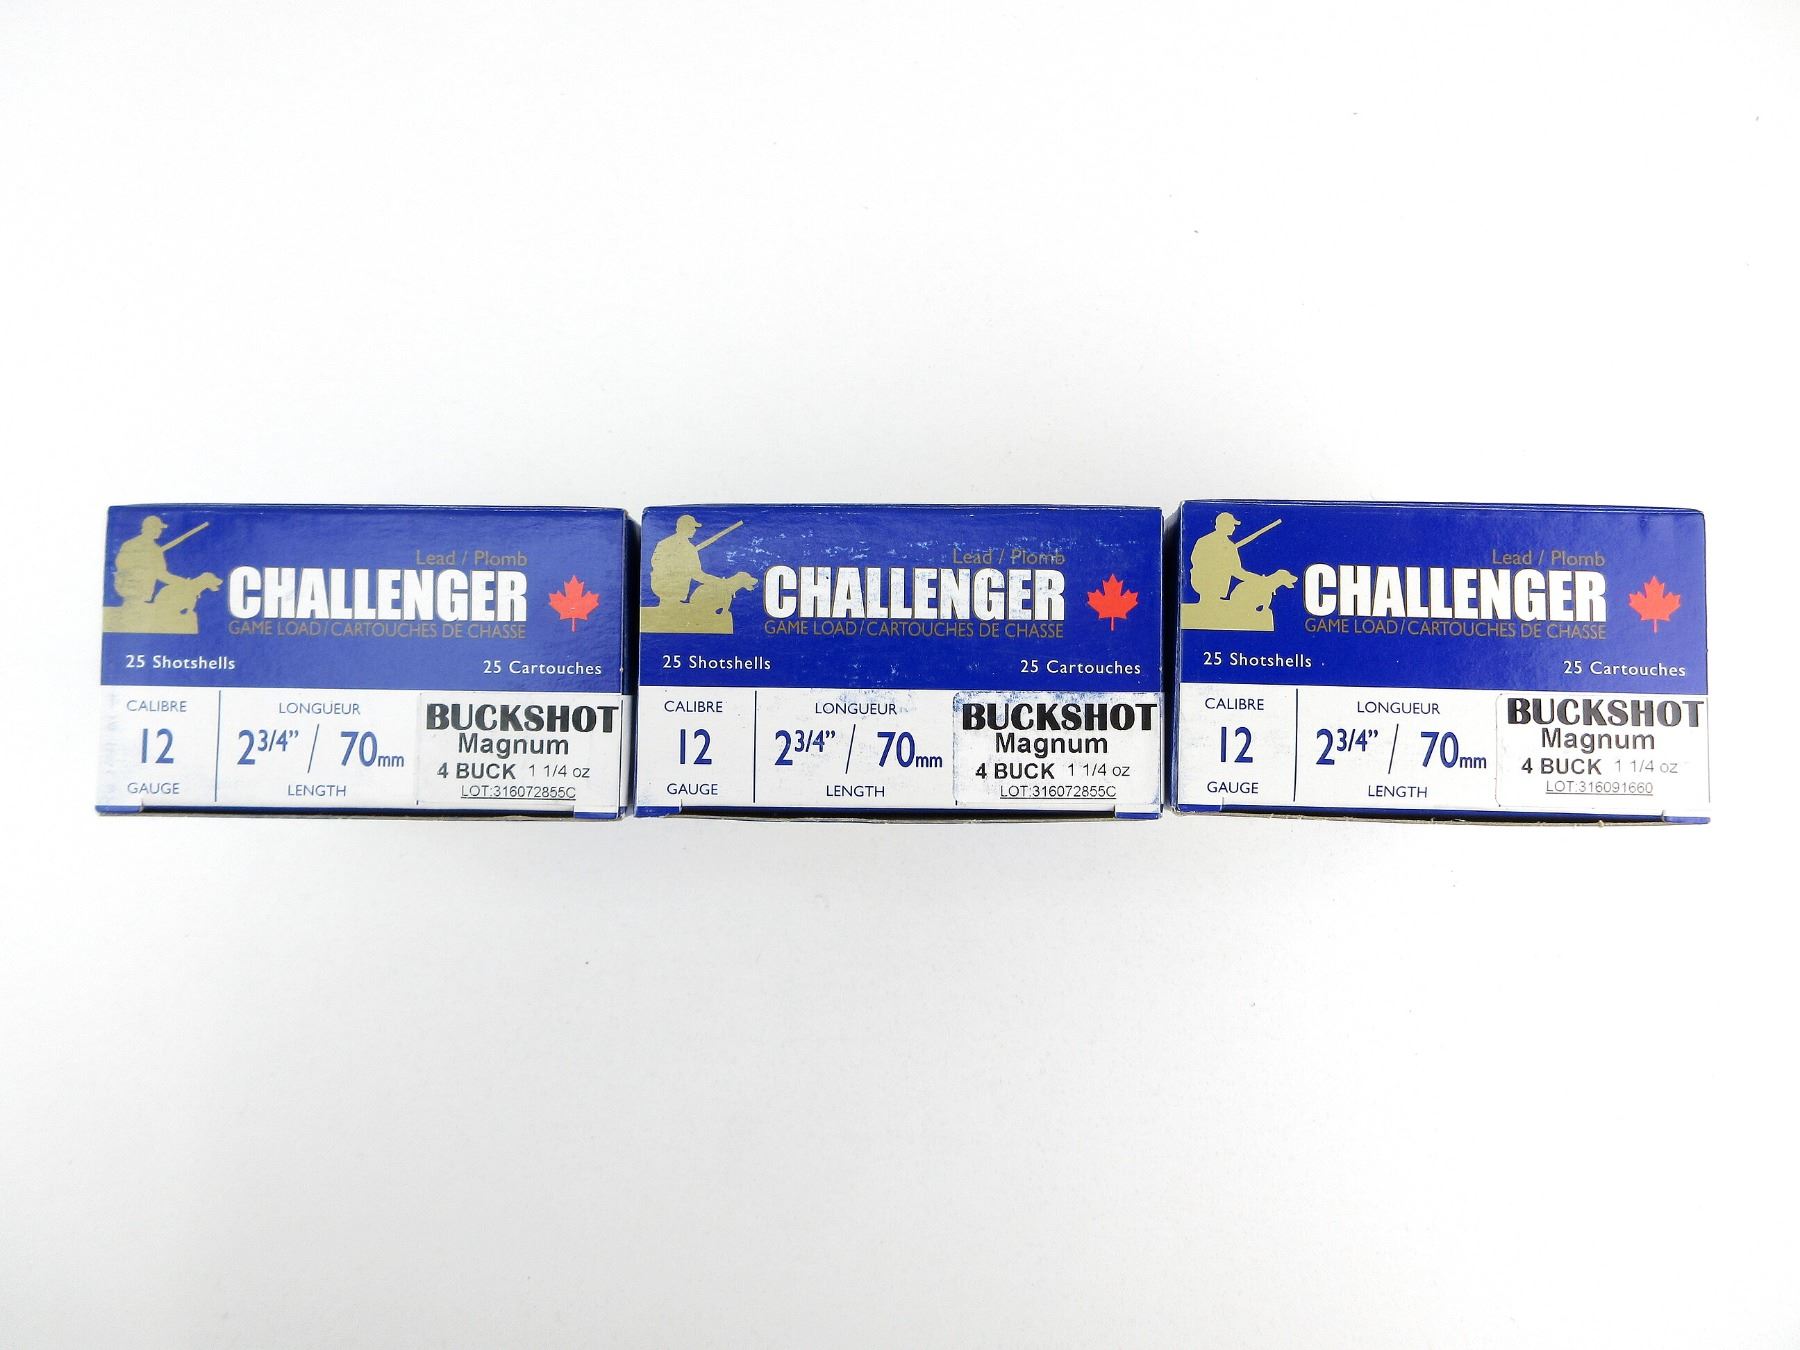 Lead / Plomb
CHALLENGER
GAME LOAD/CARTOUCHES DE CHASSE
25 Shotshells 25 Cartouches
CALIBRE LONGUEUR BUCKSHOT
12 2 3/4" / 70mm Magnum
4 BUCK 1 1/4 oz
GAUGE LENGTH LOT:316072855C
Lead / Plomb
CHALLENGER
GAME LOAD/CARTOUCHES DE CHASSE
25 Shotshells 25 Cartouches
CALIBRE LONGUEUR BUCKSHOT
12 2 3/4" / 70mm Magnum
4 BUCK 1 1/4 oz
GAUGE LENGTH LOT:316072855C
Lead / Plomb
CHALLENGER
GAME LOAD/CARTOUCHES DE CHASSE
25 Shotshells 25 Cartouches
CALIBRE LONGUEUR BUCKSHOT
12 2 3/4" / 70mm Magnum
4 BUCK 1 1/4 oz
GAUGE LENGTH LOT:316091660